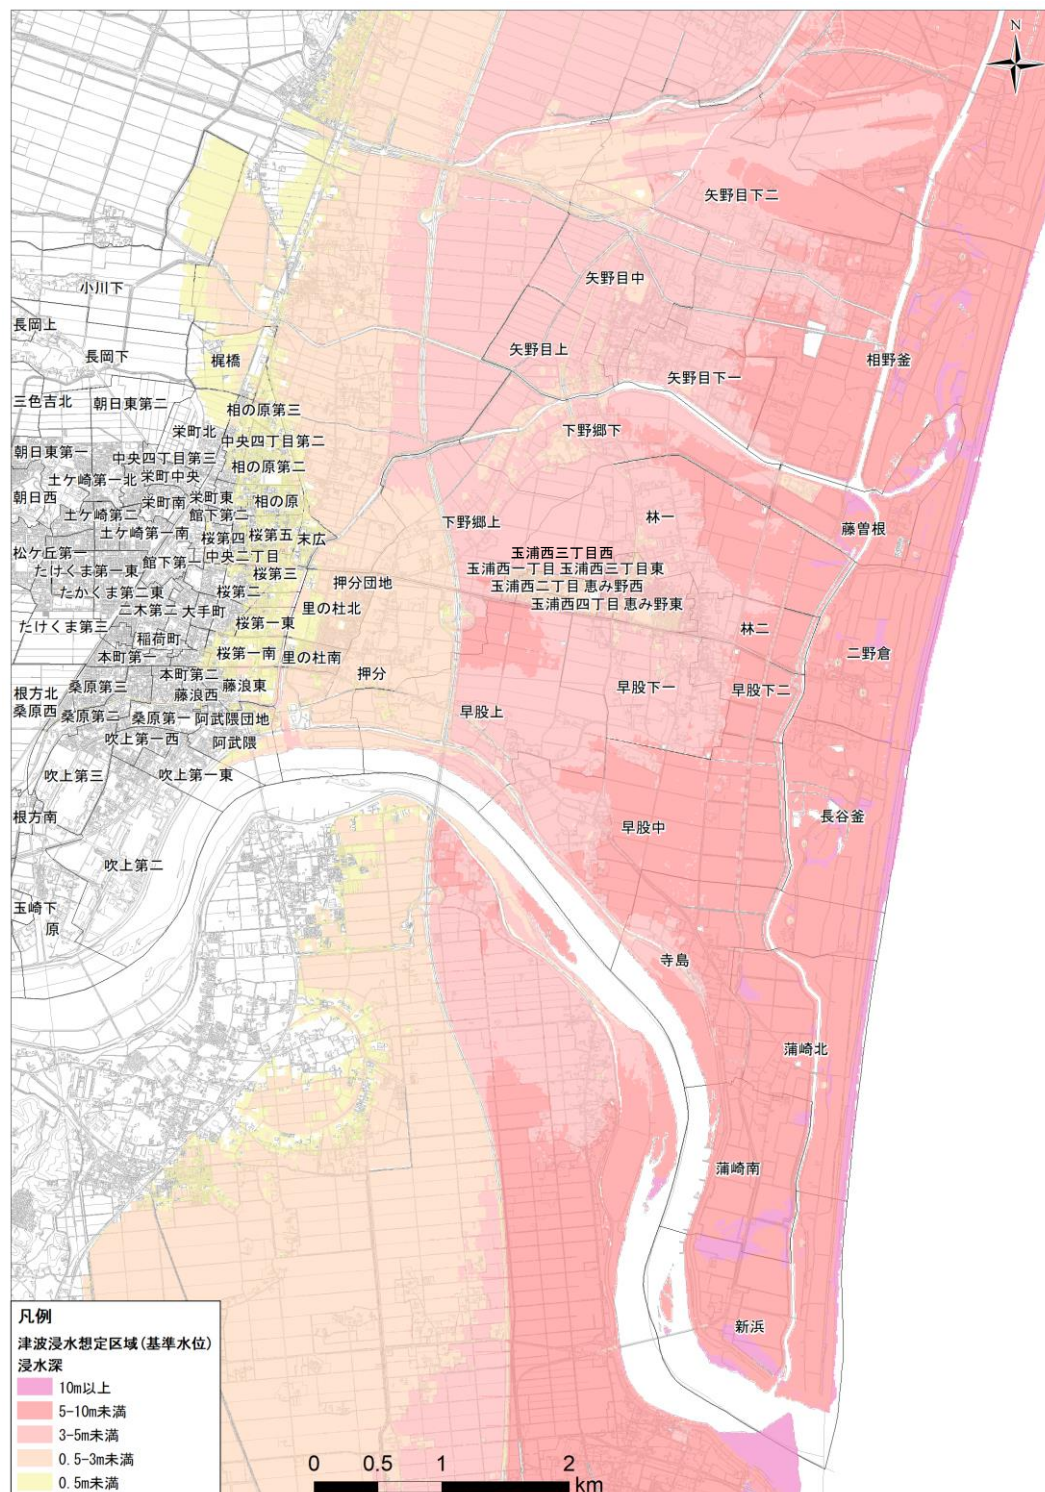 N
矢野目下二
矢野目中
小川下
長岡上
矢野目上
長岡下
梶橋
相野釜
矢野目下一
三色吉北
朝日東第二
相の原第三
栄町北
下野郷下
中央四丁目第二
朝日東第一
中央四丁目第三
相の原第二
土ケ崎第一北
栄町中央
朝日西
栄町南
栄町東
相の原
土ケ崎第二
館下第二
林一
下野郷上
藤曽根
土ケ崎第一南
桜第四
桜第五
末広
松ケ丘第一
館下第一
中央二丁目
玉浦西三丁目西
たけくま第一東
桜第三
玉浦西一丁目
玉浦西三丁目東
押分団地
たかくま第二東
桜第二
玉浦西二丁目
恵み野西
二木第二
大手町
里の杜北
玉浦西四丁目
恵み野東
たけくま第三
桜第一東
林二
稲荷町
本町第一
桜第一南
里の杜南
二野倉
本町第二
押分
桑原第三
藤浪西
藤浪東
早股下一
早股下二
根方北
桑原西
桑原第二
桑原第一
阿武隈団地
早股上
吹上第一西
阿武隈
吹上第三
吹上第一東
根方南
長谷釜
早股中
吹上第二
玉崎下
原
寺島
蒲崎北
蒲崎南
新浜
凡例
津波浸水想定区域(基準水位)
浸水深
10m以上
5-10m未満
3-5m未満
0.5-3m未満
0.5m未満
0 0.5 1 2
km